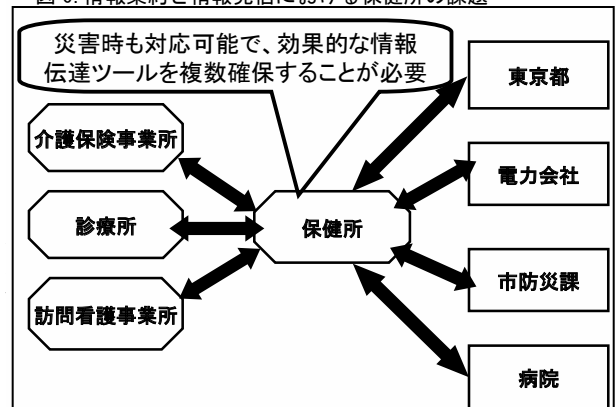 図 6. 情報集約と情報発信における保健所の課題
災害時も対応可能で、効果的な情報
伝達ツールを複数確保することが必要
東京都
介護保険事業所
電力会社
診療所
保健所
市防災課
訪問看護事業所
病院